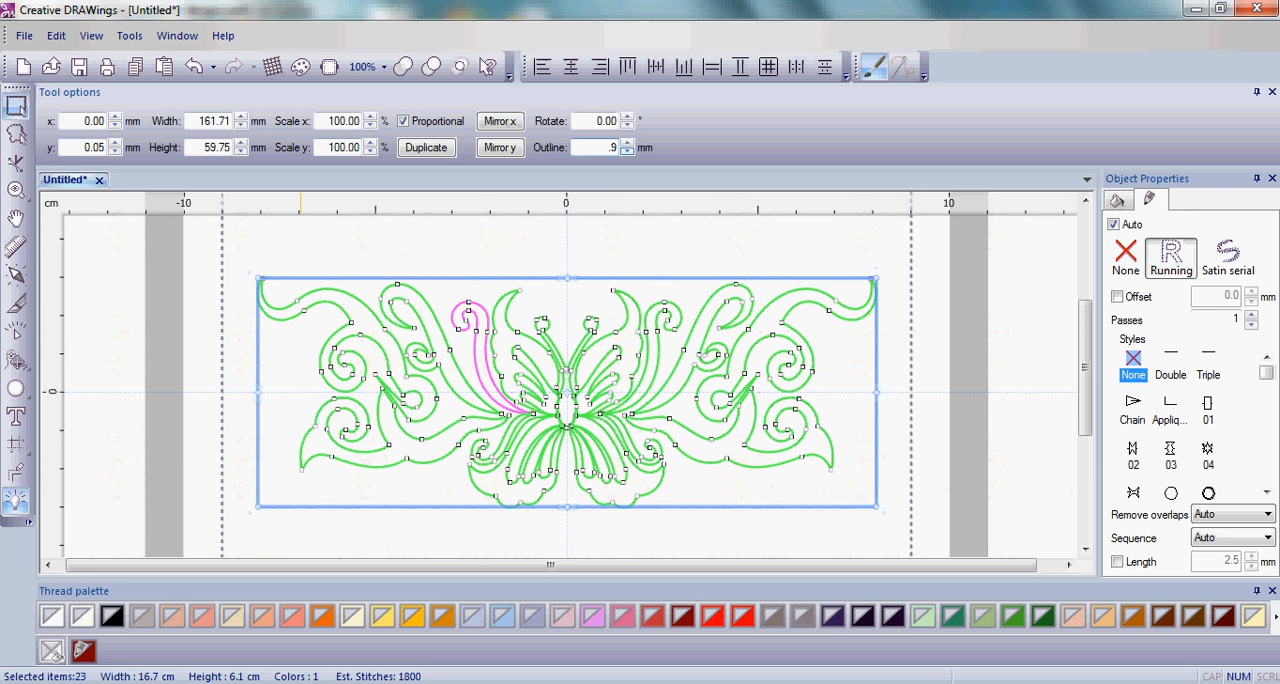 Creative DRAWings - [Untitled*]
File Edit View Tools Window Help
100%
Tool options
x: 0.00 mm Width: 161.71 mm Scale x: 100.00 % Proportional Mirror x Rotate: 0.00 °
y: 0.05 mm Height: 59.75 mm Scale y: 100.00 % Duplicate Mirror y Outline: .9 mm
Untitled*
cm -10 0 10
0
Object Properties
Auto
None Running Satin serial
Offset 0.0 mm
Passes 1
Styles
None Double Triple
Chain Appliq... 01
02 03 04
Remove overlaps Auto
Sequence Auto
Length 2.5 mm
Thread palette
Selected items:23 Width : 16.7 cm Height : 6.1 cm Colors : 1 Est. Stitches: 1800 CAP NUM SCRL